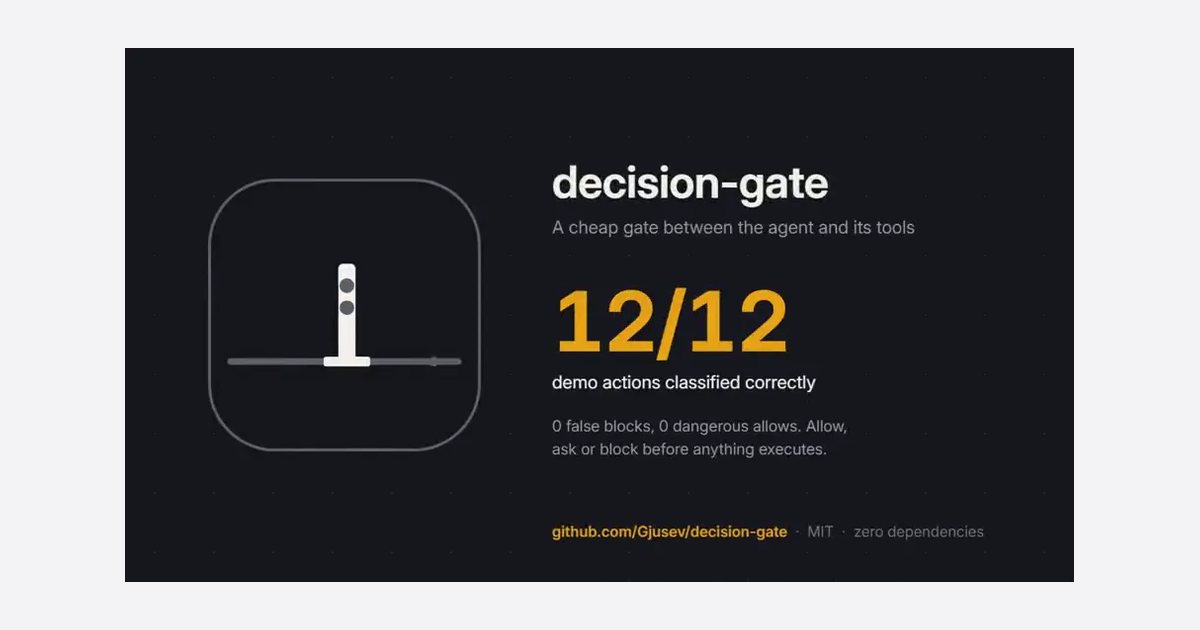 decision-gate
A cheap gate between the agent and its tools
12/12
demo actions classified correctly
0 false blocks, 0 dangerous allows. Allow,
ask or block before anything executes.
github.com/Gjusev/decision-gate · MIT · zero dependencies